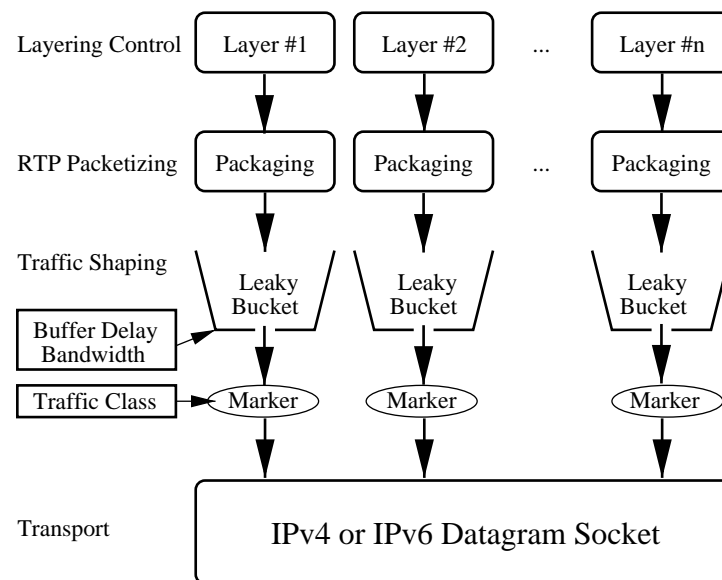 Layering Control
Layer #1
Layer #2
...
Layer #n
RTP Packetizing
Packaging
Packaging
...
Packaging
Traffic Shaping
Leaky
Bucket
Leaky
Bucket
Leaky
Bucket
Buffer Delay
Bandwidth
Traffic Class
Marker
Marker
Marker
Transport
IPv4 or IPv6 Datagram Socket